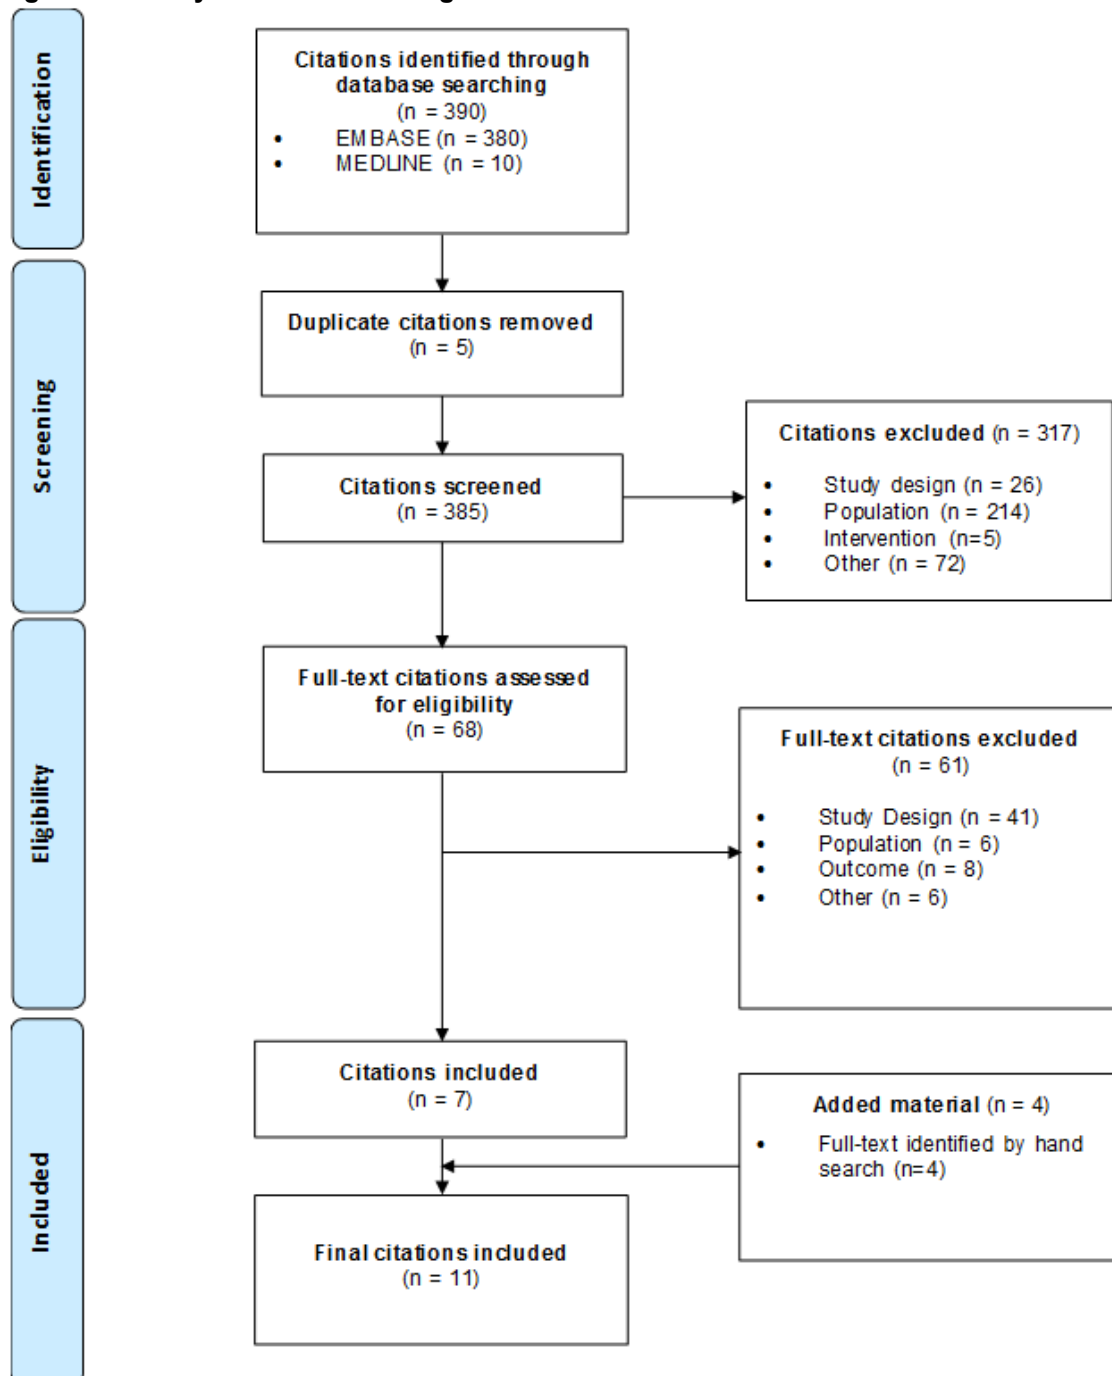 Identification
Citations identified through
database searching
(n = 390)
• EMBASE (n = 380)
• MEDLINE (n = 10)
Screening
Duplicate citations removed
(n = 5)
Citations screened
(n = 385)
Citations excluded (n = 317)
• Study design (n = 26)
• Population (n = 214)
• Intervention (n=5)
• Other (n = 72)
Eligibility
Full-text citations assessed
for eligibility
(n = 68)
Full-text citations excluded
(n = 61)
• Study Design (n = 41)
• Population (n = 6)
• Outcome (n = 8)
• Other (n = 6)
Included
Citations included
(n = 7)
Added material (n = 4)
• Full-text identified by hand
search (n=4)
Final citations included
(n = 11)